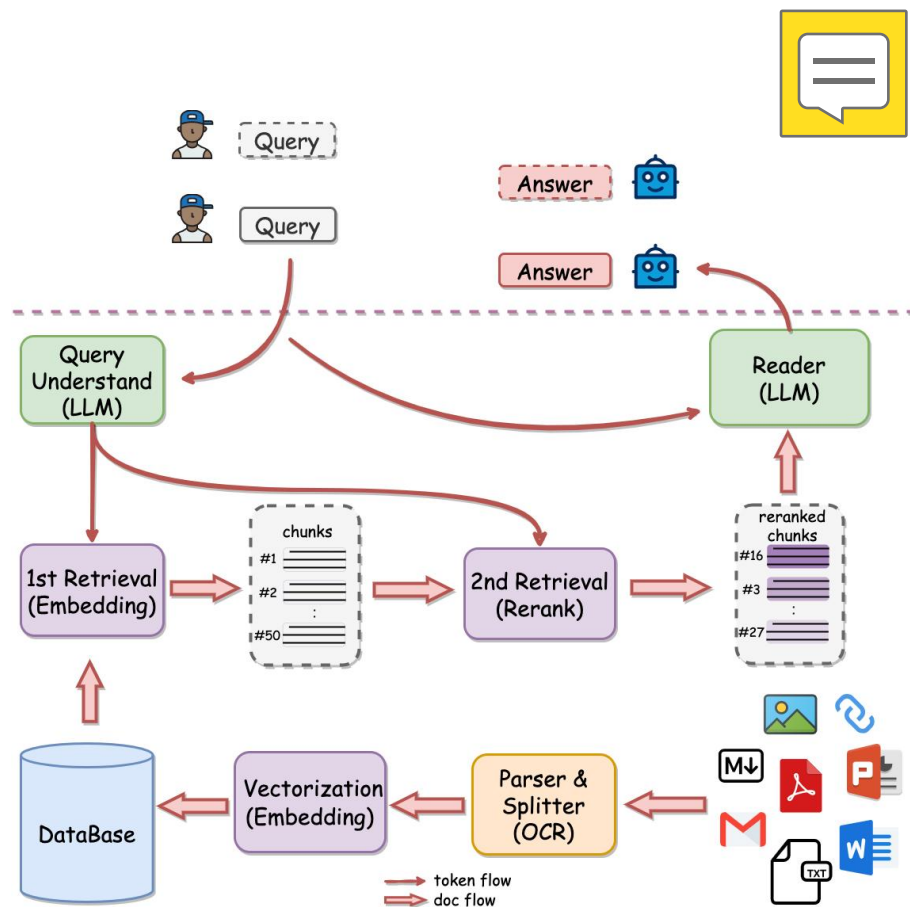 Query
Answer
Query
Answer
Query
Understand
(LLM)
Reader
(LLM)
chunks
#1
#2
:
#50
reranked
chunks
#16
#3
:
#27
1st Retrieval
(Embedding)
2nd Retrieval
(Rerank)
M↓
P
W
TXT
Parser &
Splitter
(OCR)
Vectorization
(Embedding)
DataBase
token flow
doc flow